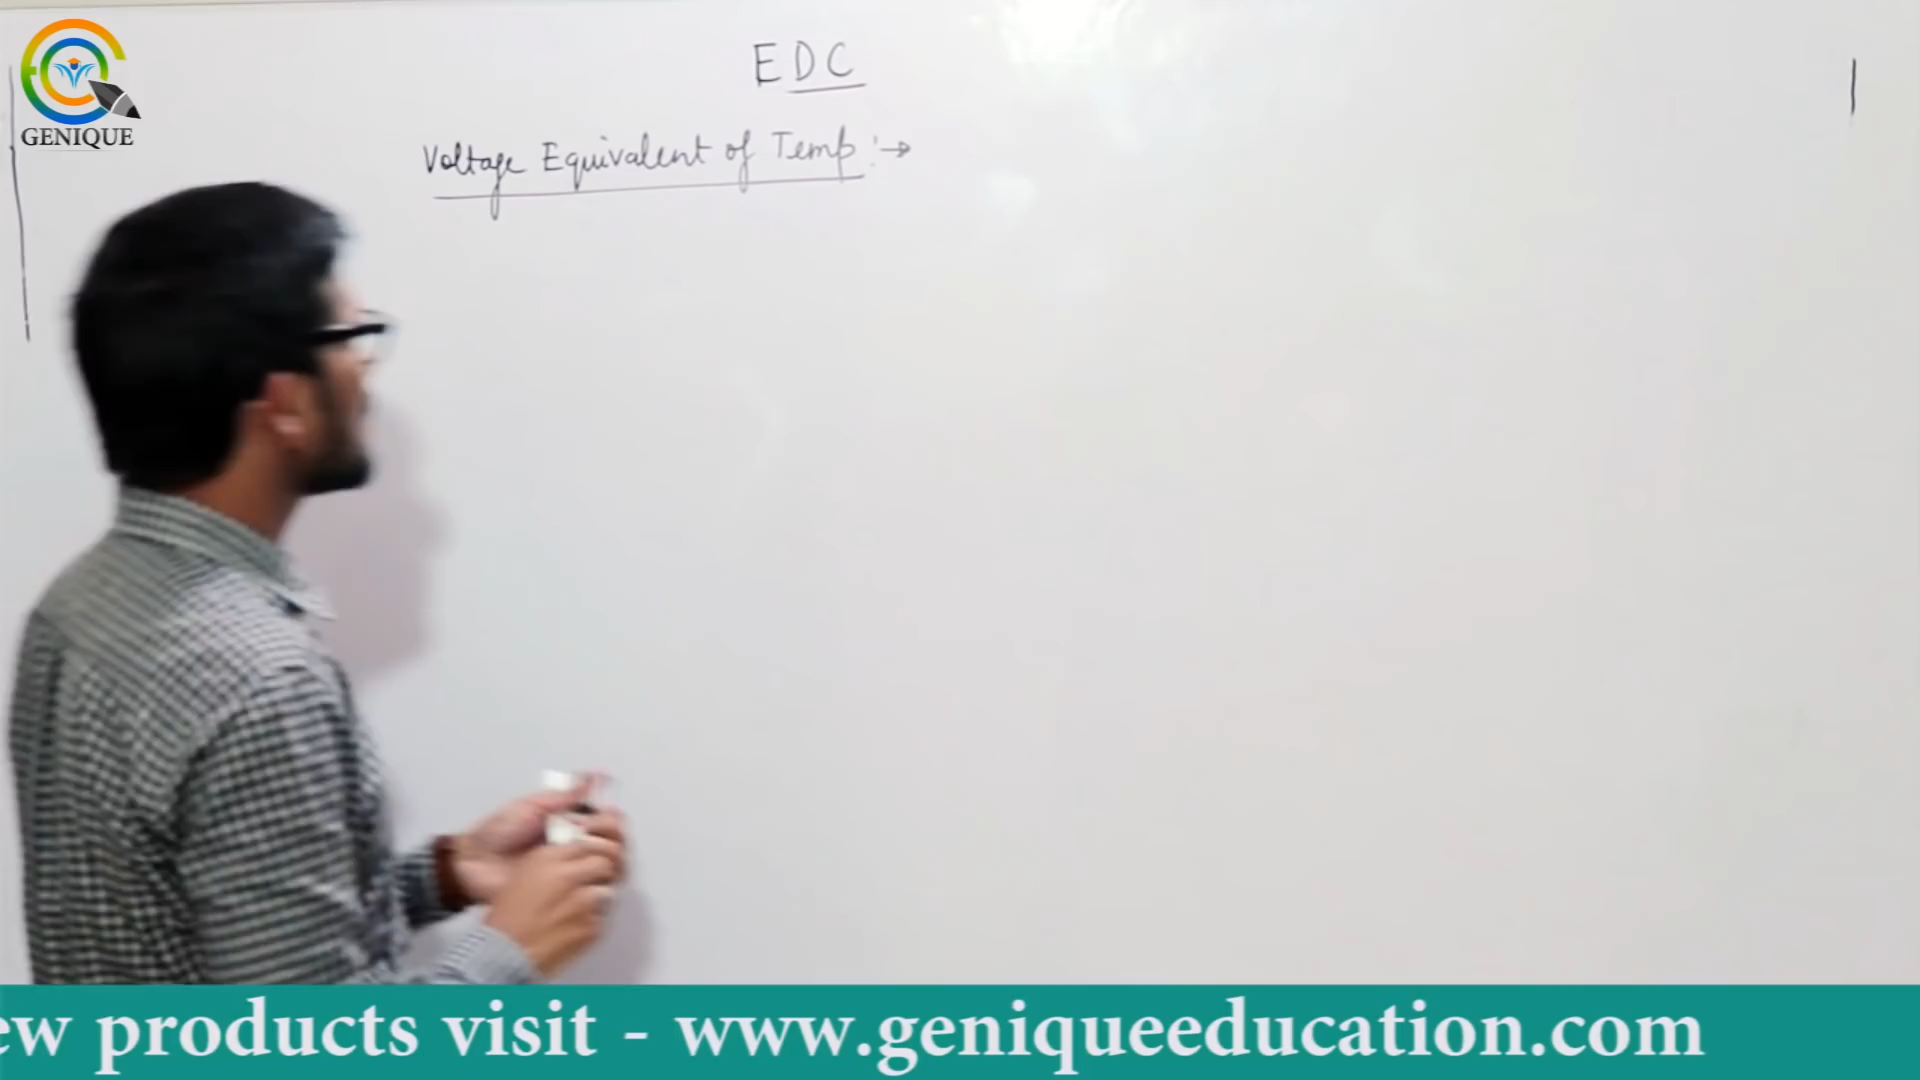 GENIQUE
EDC
Voltage Equivalent of Temp :→
ew products visit - www.geniqueeducation.com